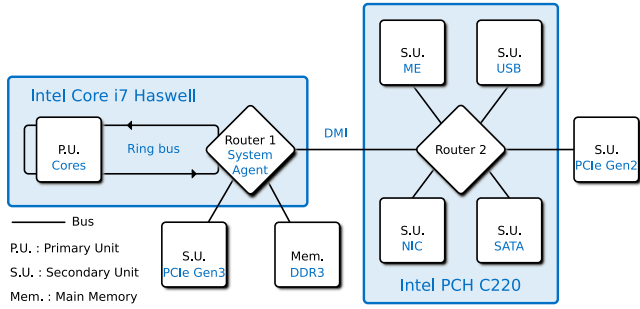 Intel Core i7 Haswell
P.U.
Cores
Ring bus
Router 1
System
Agent
DMI
S.U.
ME
S.U.
USB
Router 2
S.U.
PCIe Gen2
S.U.
NIC
S.U.
SATA
Intel PCH C220
S.U.
PCIe Gen3
Mem.
DDR3
Bus
P.U. : Primary Unit
S.U. : Secondary Unit
Mem. : Main Memory